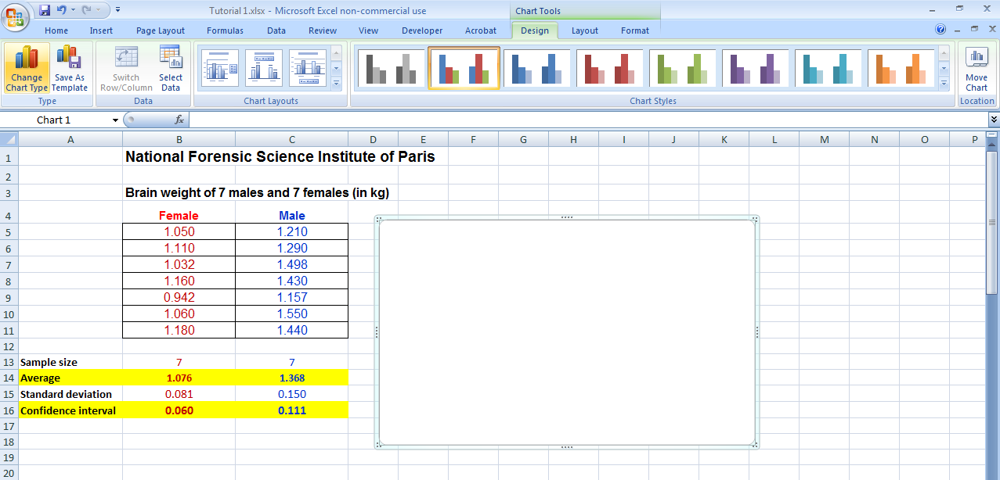 Tutorial 1.xlsx - Microsoft Excel non-commercial use
Chart Tools
Home Insert Page Layout Formulas Data Review View Developer Acrobat Design Layout Format
Change Chart Type
Save As Template
Switch Row/Column
Select Data
Move Chart
Type Data Chart Layouts Chart Styles Location
Chart 1 fx
A B C D E F G H I J K L M N O P
1 National Forensic Science Institute of Paris
2
3 Brain weight of 7 males and 7 females (in kg)
4 Female Male
5 1.050 1.210
6 1.110 1.290
7 1.032 1.498
8 1.160 1.430
9 0.942 1.157
10 1.060 1.550
11 1.180 1.440
12
13 Sample size 7 7
14 Average 1.076 1.368
15 Standard deviation 0.081 0.150
16 Confidence interval 0.060 0.111
17
18
19
20